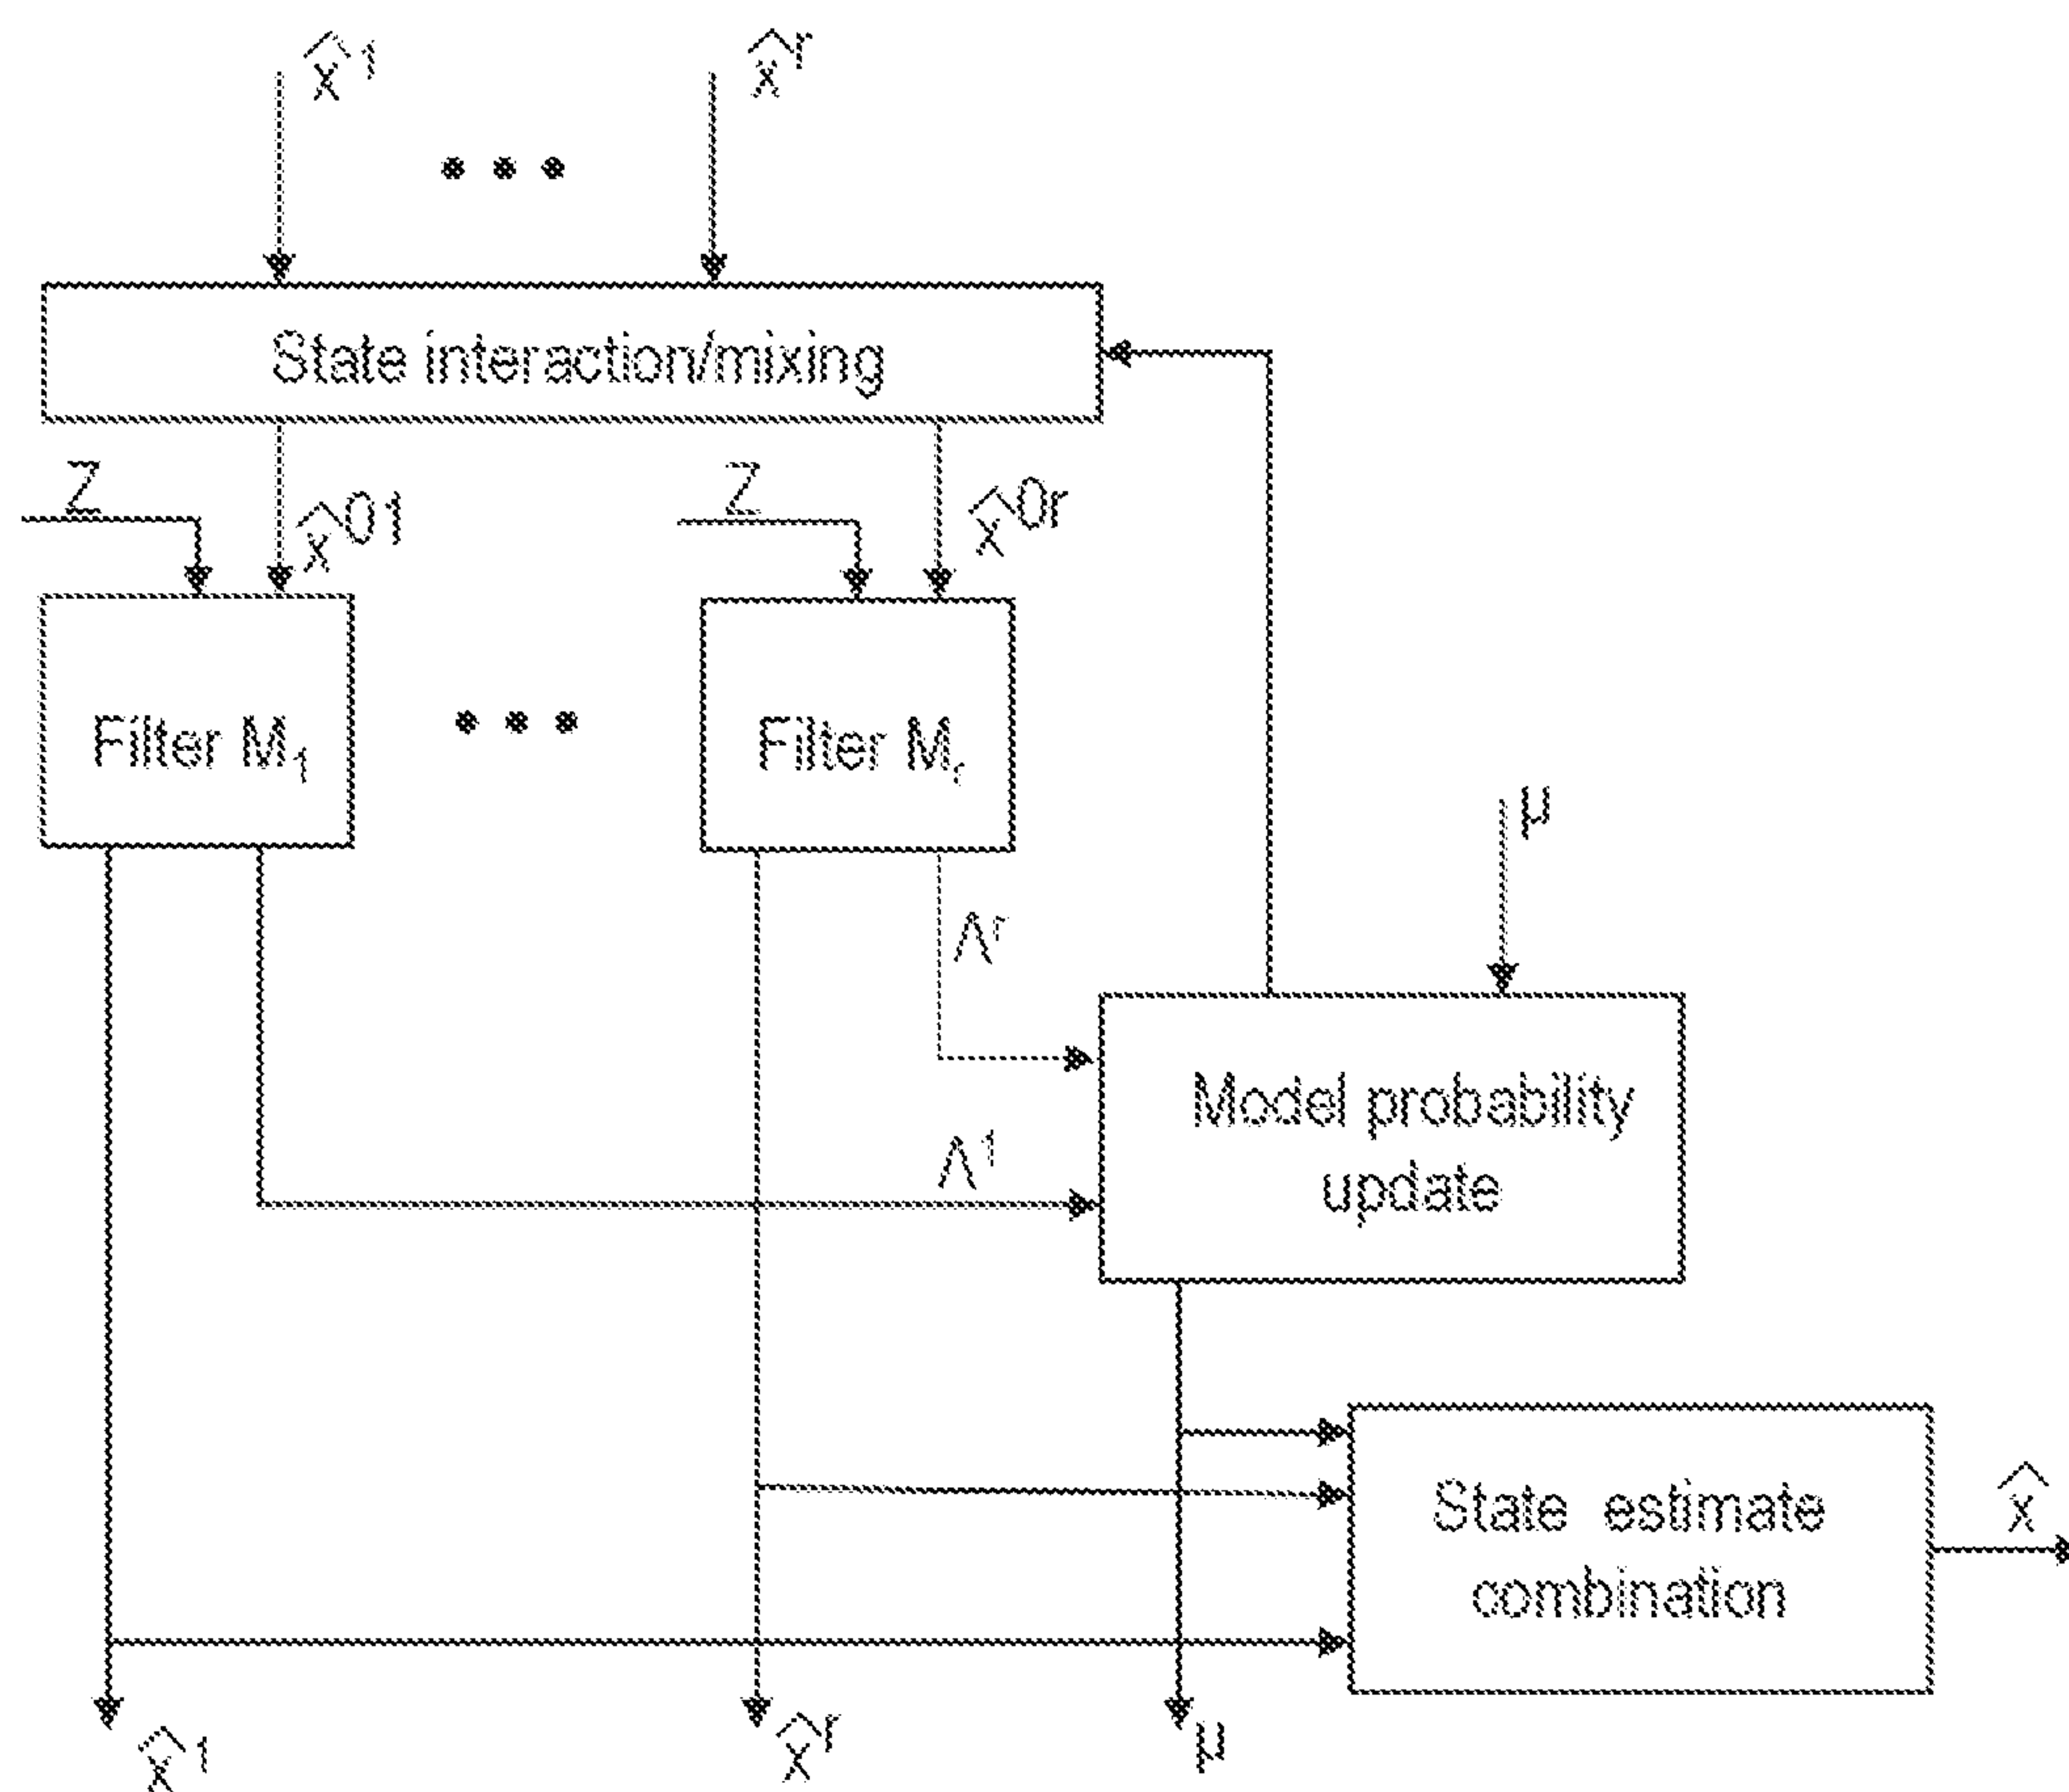 x̂¹
x̂ʳ
State interaction/mixing
Z
x̂⁰¹
Z
x̂⁰ʳ
Filter M₁
Filter Mᵣ
μ
Λʳ
Model probability
update
Λ¹
State estimate
combination
x̂
x̂¹
x̂ʳ
μ